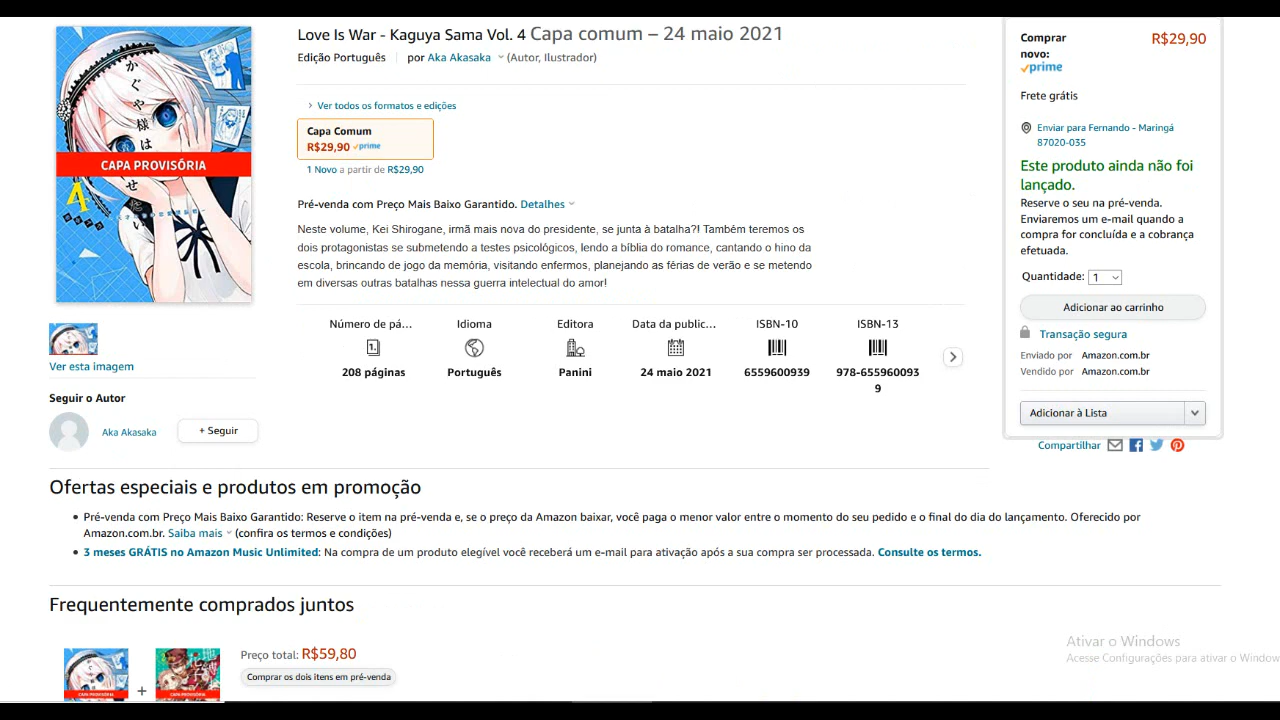 Love Is War - Kaguya Sama Vol. 4 Capa comum – 24 maio 2021
Edição Português
por Aka Akasaka (Autor, Ilustrador)
Ver todos os formatos e edições
Capa Comum
R$29,90 prime
1 Novo a partir de R$29,90
Pré-venda com Preço Mais Baixo Garantido. Detalhes
Neste volume, Kei Shirogane, irmã mais nova do presidente, se junta à batalha?! Também teremos os
dois protagonistas se submetendo a testes psicológicos, lendo a bíblia do romance, cantando o hino da
escola, brincando de jogo da memória, visitando enfermos, planejando as férias de verão e se metendo
em diversas outras batalhas nessa guerra intelectual do amor!
Número de pá...
208 páginas
Idioma
Português
Editora
Panini
Data da public...
24 maio 2021
ISBN-10
6559600939
ISBN-13
978-655960093
9
かぐや様は
CAPA PROVISÓRIA
4
Ver esta imagem
Seguir o Autor
Aka Akasaka
+ Seguir
Comprar
novo:
R$29,90
prime
Frete grátis
Enviar para Fernando - Maringá
87020-035
Este produto ainda não foi
lançado.
Reserve o seu na pré-venda.
Enviaremos um e-mail quando a
compra for concluída e a cobrança
efetuada.
Quantidade: 1
Adicionar ao carrinho
Transação segura
Enviado por Amazon.com.br
Vendido por Amazon.com.br
Adicionar à Lista
Compartilhar
Ofertas especiais e produtos em promoção
• Pré-venda com Preço Mais Baixo Garantido: Reserve o item na pré-venda e, se o preço da Amazon baixar, você paga o menor valor entre o momento do seu pedido e o final do dia do lançamento. Oferecido por
Amazon.com.br. Saiba mais (confira os termos e condições)
• 3 meses GRÁTIS no Amazon Music Unlimited: Na compra de um produto elegível você receberá um e-mail para ativação após a sua compra ser processada. Consulte os termos.
Frequentemente comprados juntos
CAPA PROVISÓRIA
+
CAPA PROVISÓRIA
Preço total: R$59,80
Comprar os dois itens em pré-venda
Ativar o Windows
Acesse Configurações para ativar o Window